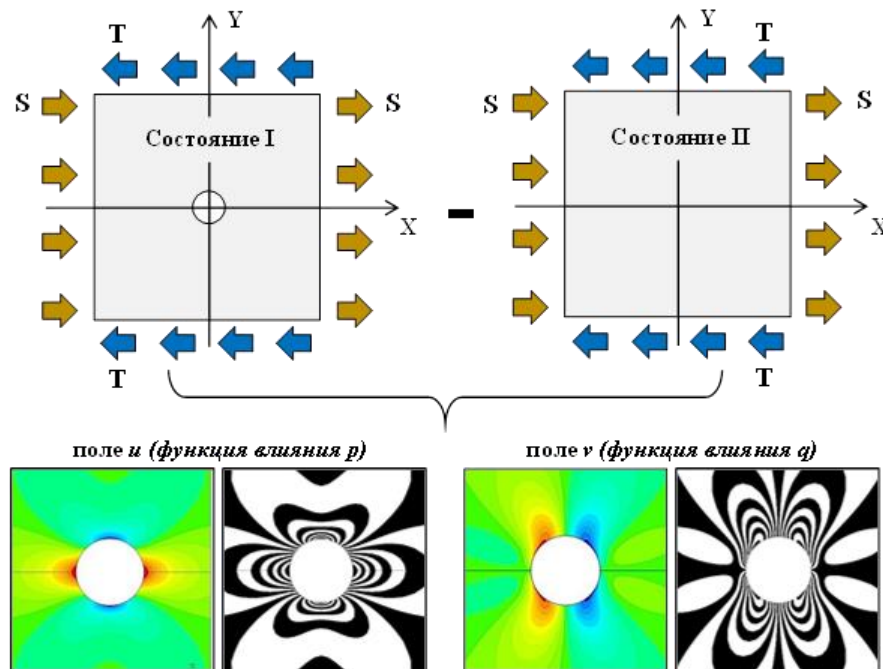 T Y Y T
S S S
Состояние I Состояние II
X - X
T T
поле u (функция влияния p) поле v (функция влияния q)